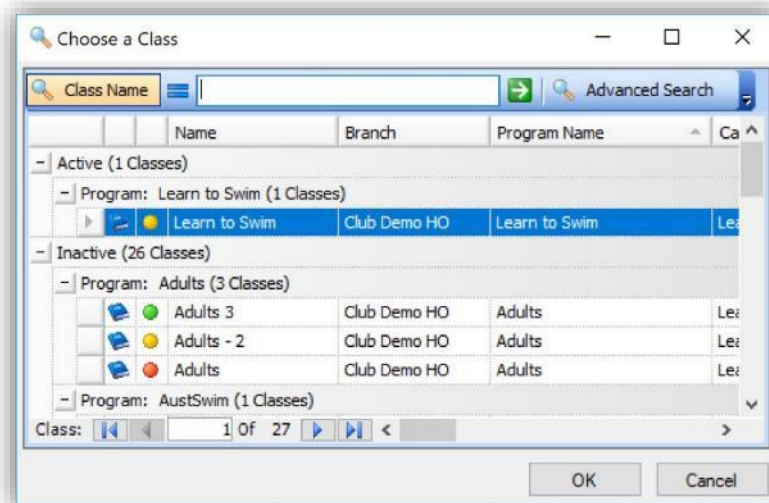 Choose a Class
Class Name Advanced Search
Name Branch Program Name Ca
Active (1 Classes)
Program: Learn to Swim (1 Classes)
Learn to Swim Club Demo HO Learn to Swim Lea
Inactive (26 Classes)
Program: Adults (3 Classes)
Adults 3 Club Demo HO Adults Lea
Adults - 2 Club Demo HO Adults Lea
Adults Club Demo HO Adults Lea
Program: AustSwim (1 Classes)
Class: 1 Of 27
OK Cancel